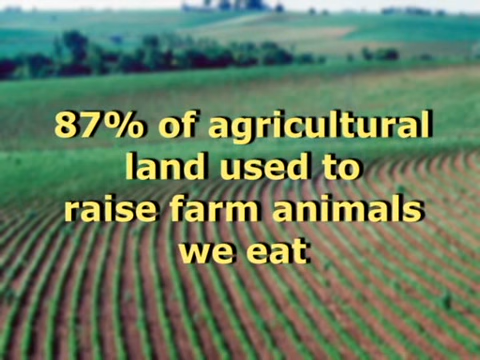 87% of agricultural
land used to
raise farm animals
we eat